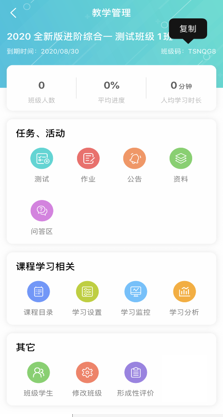 教学管理
复制
2020 全新版进阶综合一 测试班级 1班
到期时间：2020/08/30 班级码：TSNQG8
0 0% 0 分钟
班级人数 平均进度 人均学习时长
任务、活动
测试 作业 公告 资料
问答区
课程学习相关
课程目录 学习设置 学习监控 学习分析
其它
班级学生 修改班级 形成性评价